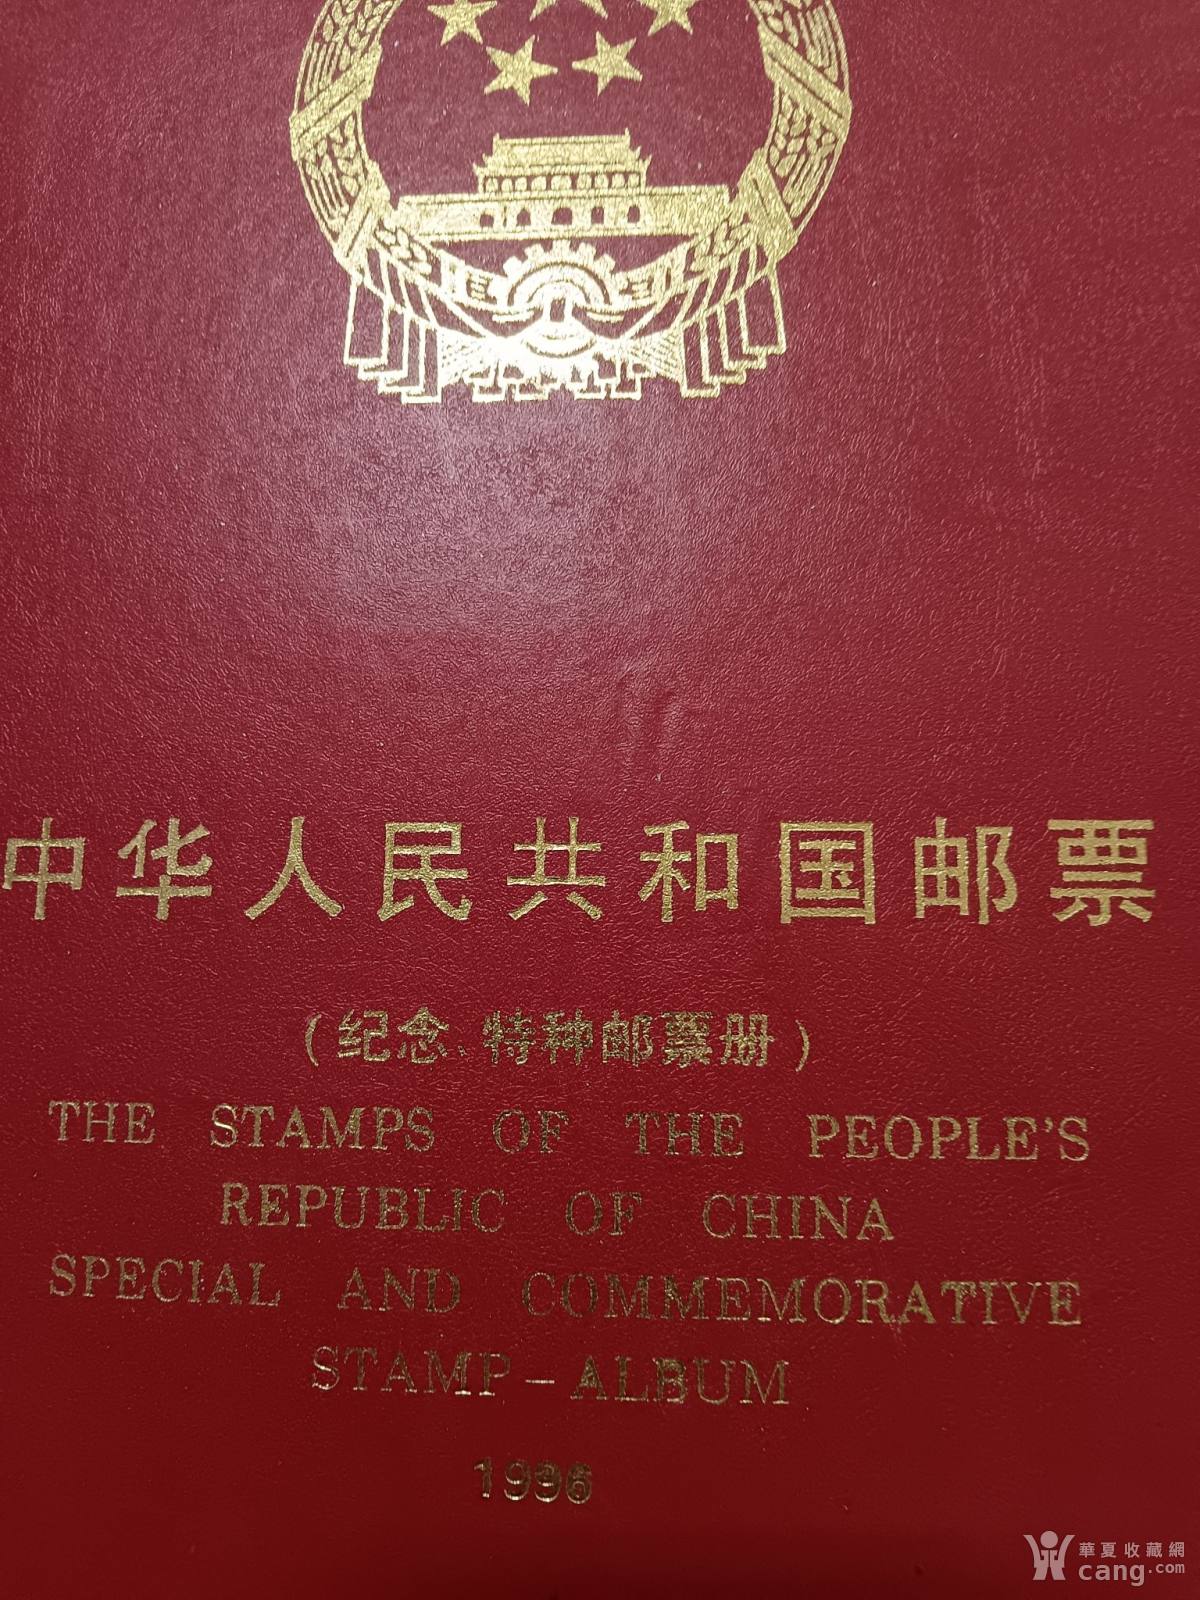 中华人民共和国邮票
(纪念、特种邮票册)
THE STAMPS OF THE PEOPLE'S
REPUBLIC OF CHINA
SPECIAL AND COMMEMORATIVE
STAMP-ALBUM
1996
華夏收藏網
cang.com